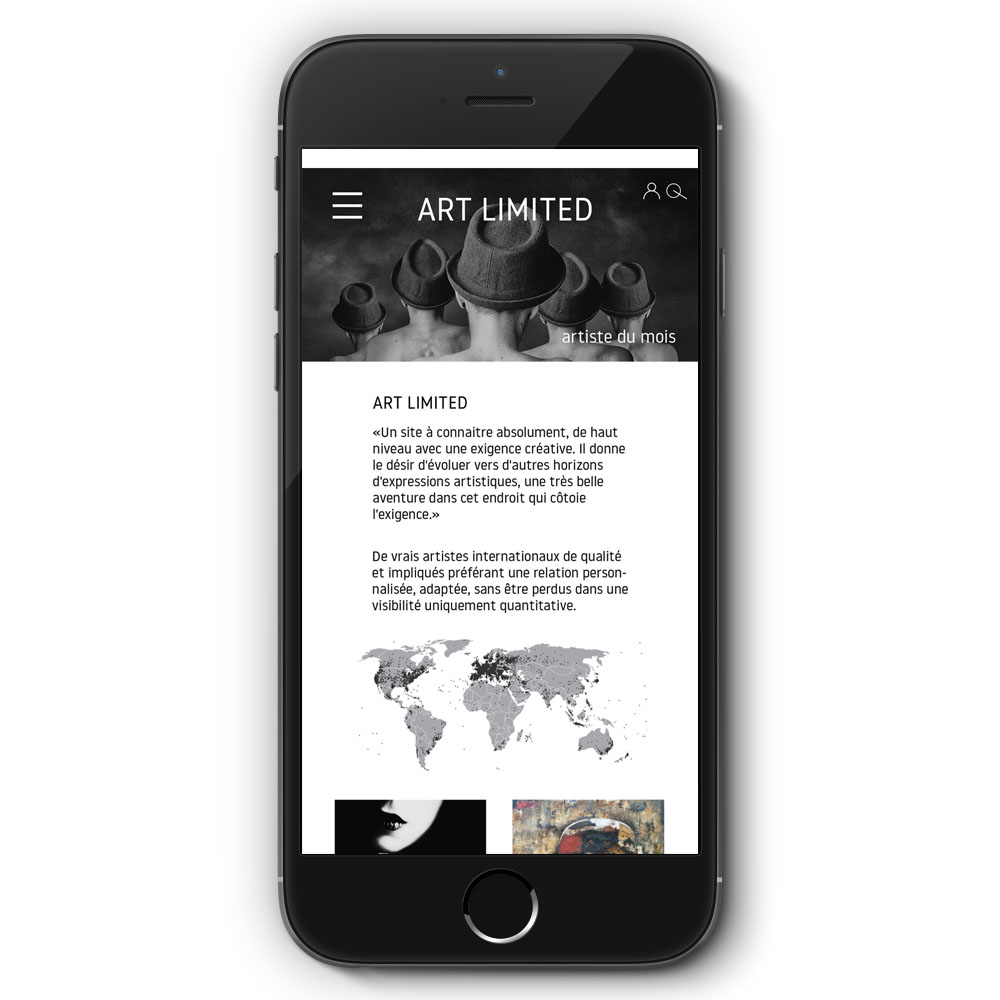 ART LIMITED
artiste du mois
ART LIMITED
«Un site à connaitre absolument, de haut
niveau avec une exigence créative. Il donne
le désir d'évoluer vers d'autres horizons
d'expressions artistiques, une très belle
aventure dans cet endroit qui côtoie
l'exigence.»
De vrais artistes internationaux de qualité
et impliqués préférant une relation person-
nalisée, adaptée, sans être perdus dans une
visibilité uniquement quantitative.